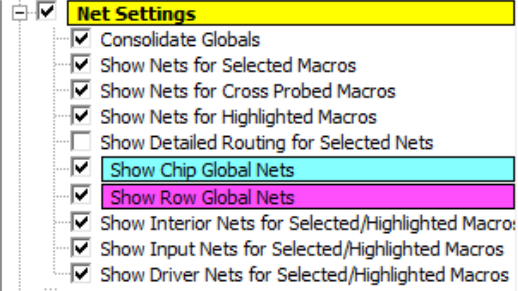 Net Settings
Consolidate Globals
Show Nets for Selected Macros
Show Nets for Cross Probed Macros
Show Nets for Highlighted Macros
Show Detailed Routing for Selected Nets
Show Chip Global Nets
Show Row Global Nets
Show Interior Nets for Selected/Highlighted Macros
Show Input Nets for Selected/Highlighted Macros
Show Driver Nets for Selected/Highlighted Macros